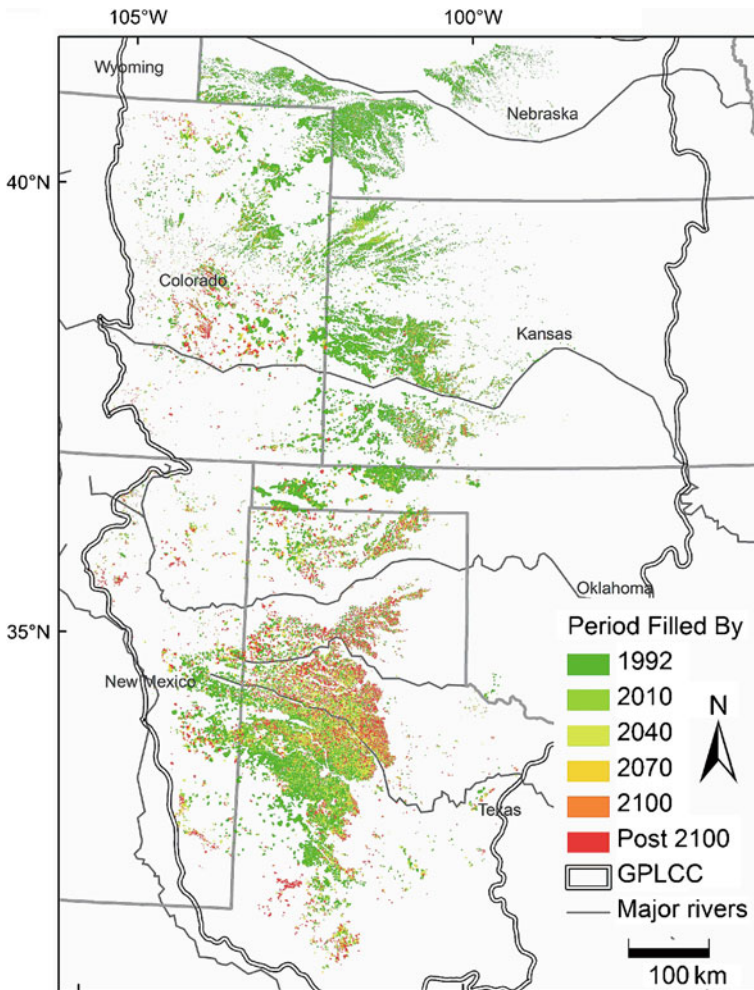 105°W
100°W
Wyoming
Nebraska
40°N
Colorado
Kansas
Oklahoma
35°N
Period Filled By
1992
New Mexico
2010
N
2040
2070
2100
Texas
Post 2100
GPLCC
Major rivers
100 km